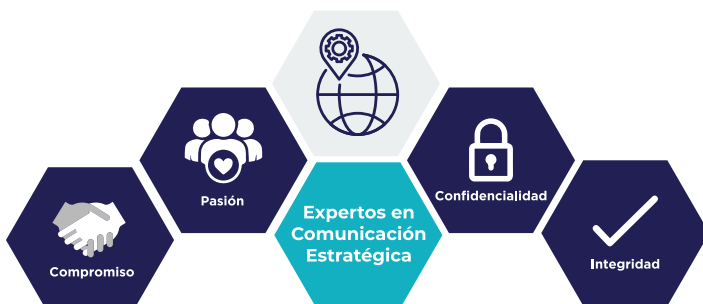 Compromiso
Pasión
Expertos en
Comunicación
Estratégica
Confidencialidad
Integridad